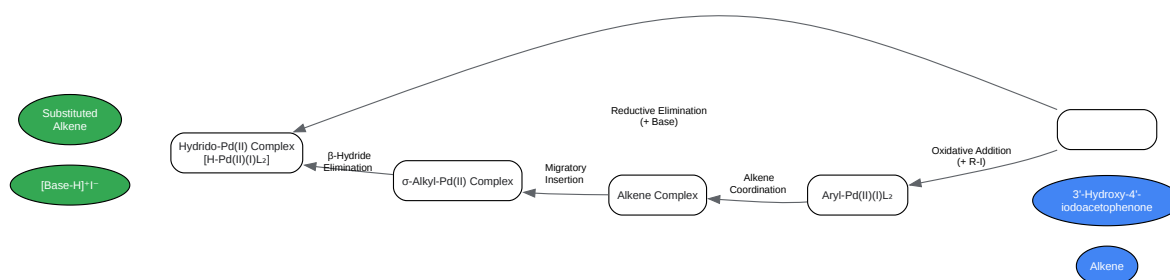 Substituted
Alkene
[Base-H]⁺I⁻
Hydrido-Pd(II) Complex
[H-Pd(II)(I)L₂]
β-Hydride
Elimination
σ-Alkyl-Pd(II) Complex
Migratory
Insertion
Reductive Elimination
(+ Base)
Alkene Complex
Alkene
Coordination
Aryl-Pd(II)(I)L₂
Oxidative Addition
(+ R-I)
3'-Hydroxy-4'-
iodoacetophenone
Alkene